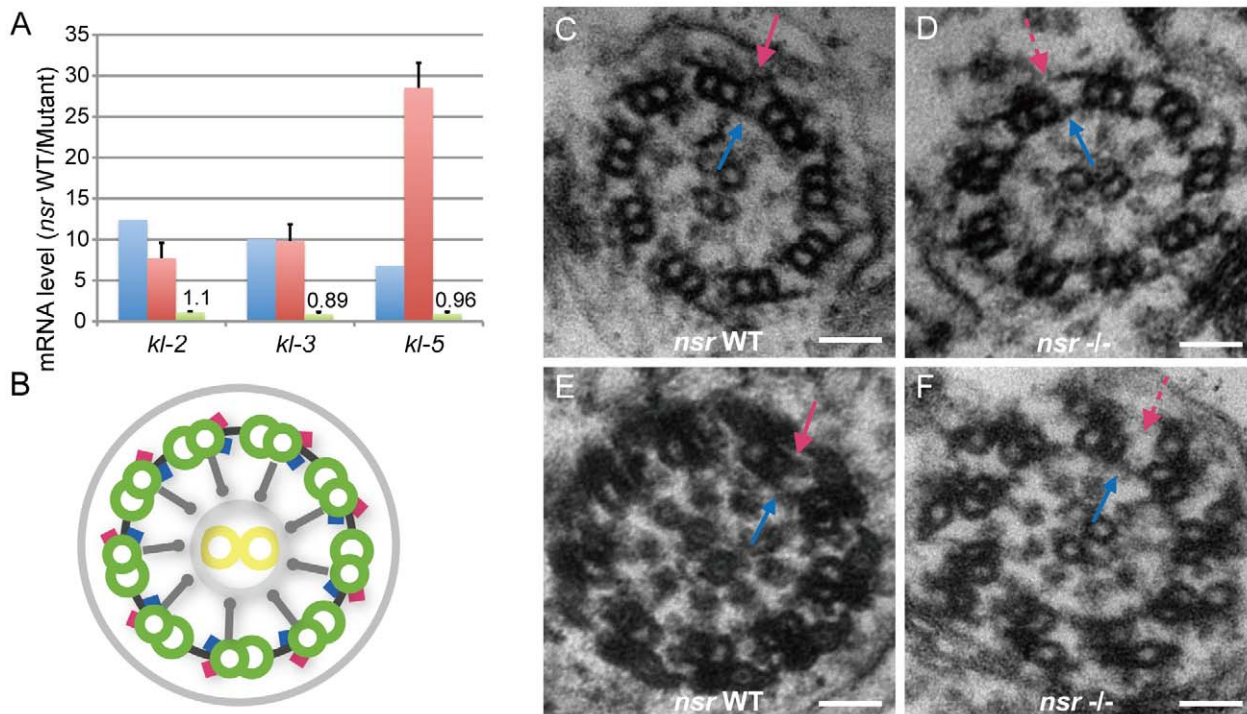 A
mRNA level (nsr WT/Mutant)
35
30
25
20
15
10
5
0
1.1
0.89
0.96
kl-2
kl-3
kl-5
B
C
nsr WT
D
nsr -/-
E
nsr WT
F
nsr -/-